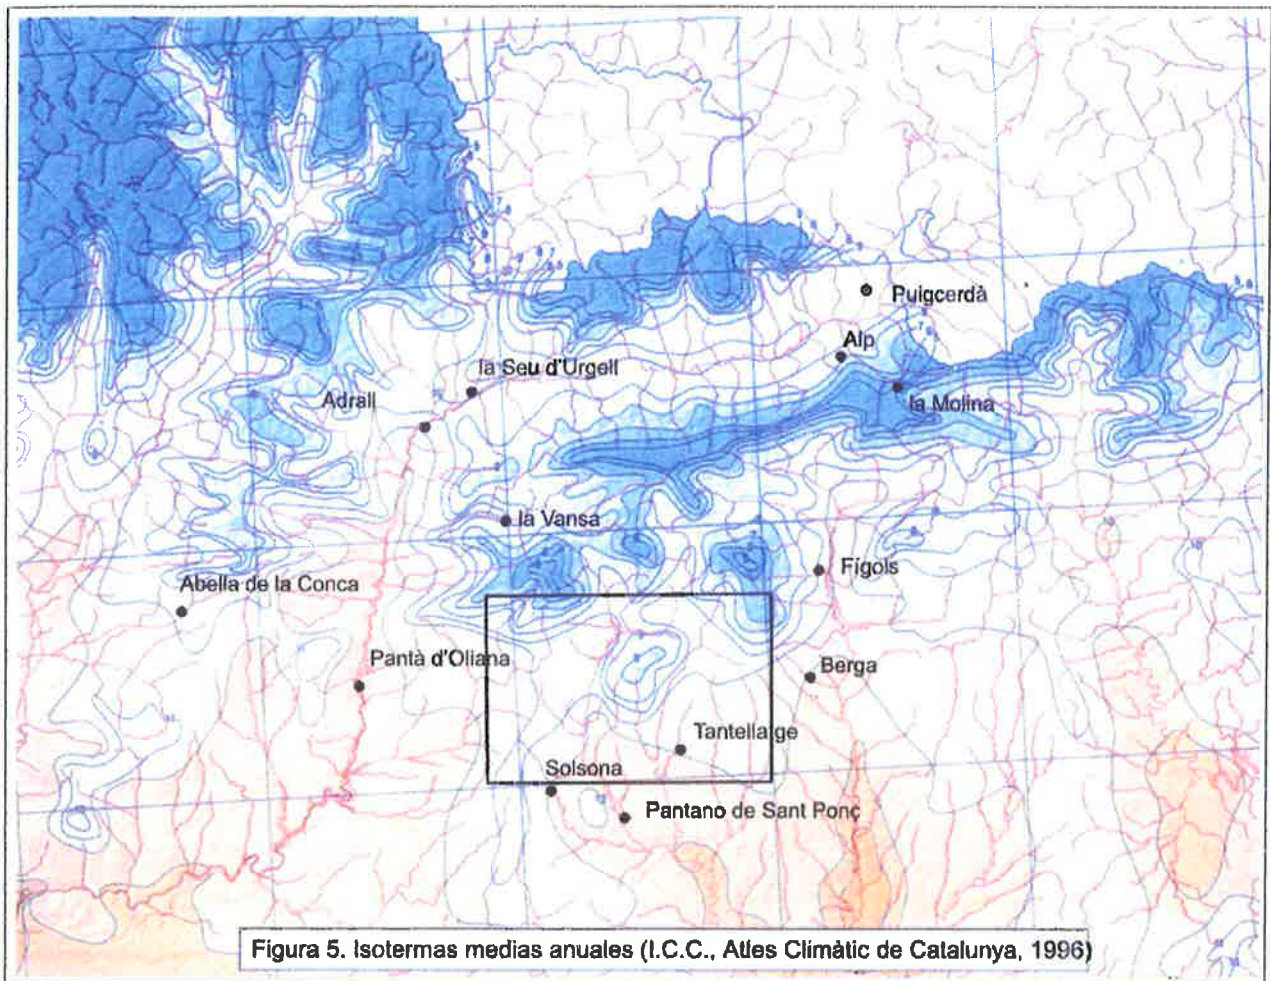 Puigcerdà
Alp
la Seu d'Urgell
Adrall
la Molina
la Vansa
Fígols
Abella de la Conca
Pantà d'Oliana
Berga
Tantellatge
Solsona
Pantano de Sant Ponç
Figura 5. Isotermas medias anuales (I.C.C., Atles Climàtic de Catalunya, 1996)